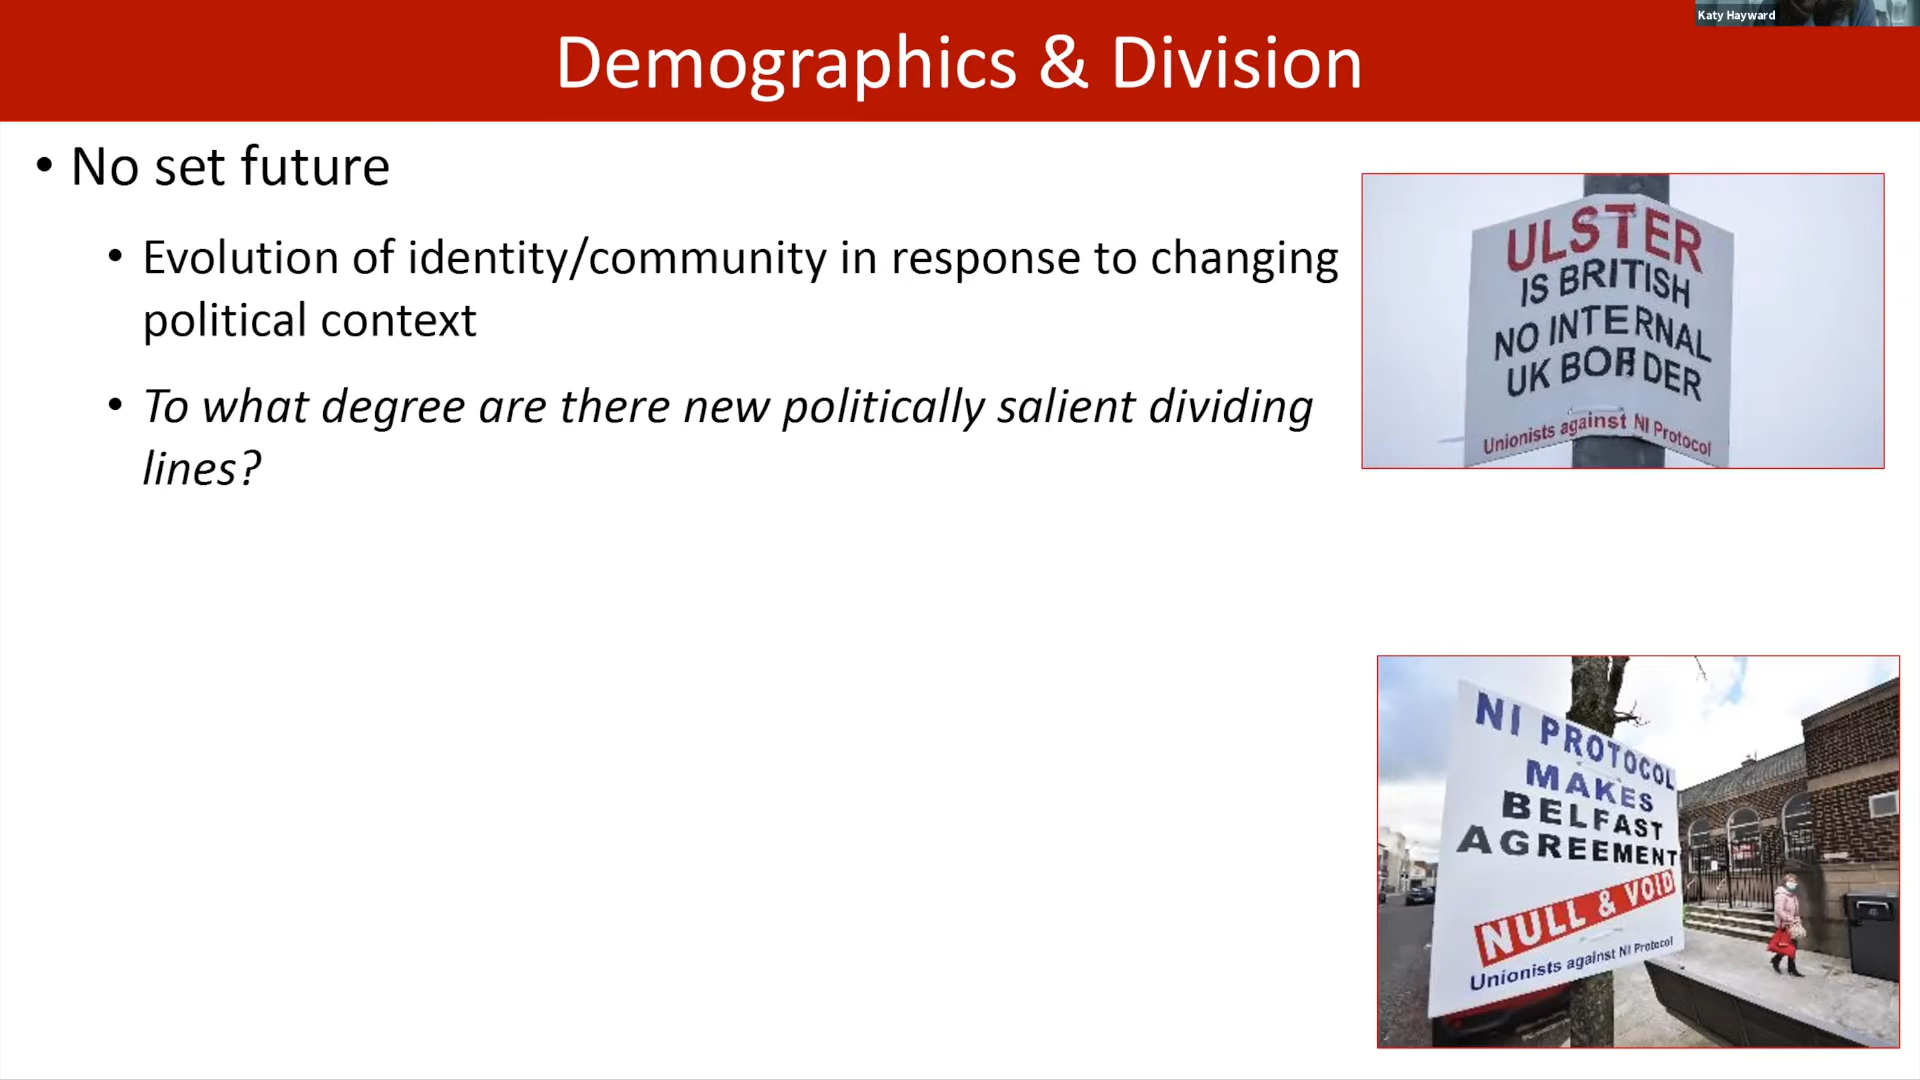 Katy Hayward
Demographics & Division
• No set future
• Evolution of identity/community in response to changing
political context
• To what degree are there new politically salient dividing
lines?
ULSTER
IS BRITISH
NO INTERNAL
UK BORDER
Unionists against NI Protocol
NI PROTOCOL
MAKES
BELFAST
AGREEMENT
NULL & VOID
Unionists against NI Protocol